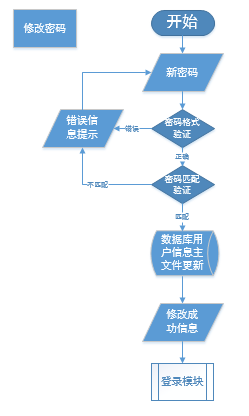 修改密码
开始
新密码
错误信
息提示
错误
密码格式
验证
正确
不匹配
密码匹配
验证
匹配
数据库用
户信息主
文件更新
修改成
功信息
登录模块